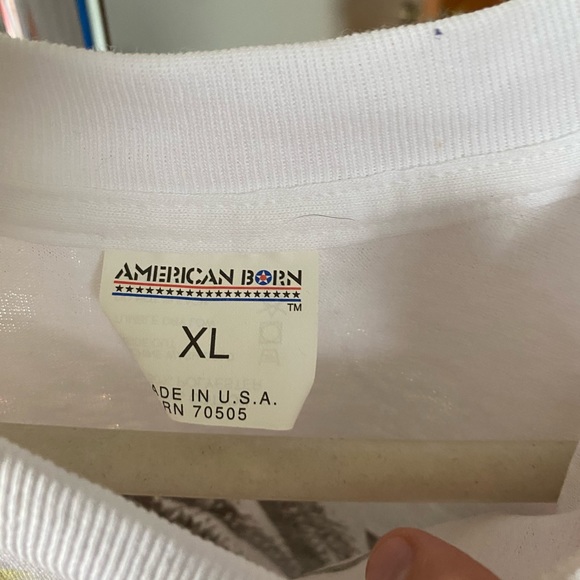 AMERICAN BORN
TM
XL
ADE IN U.S.A.
RN 70505